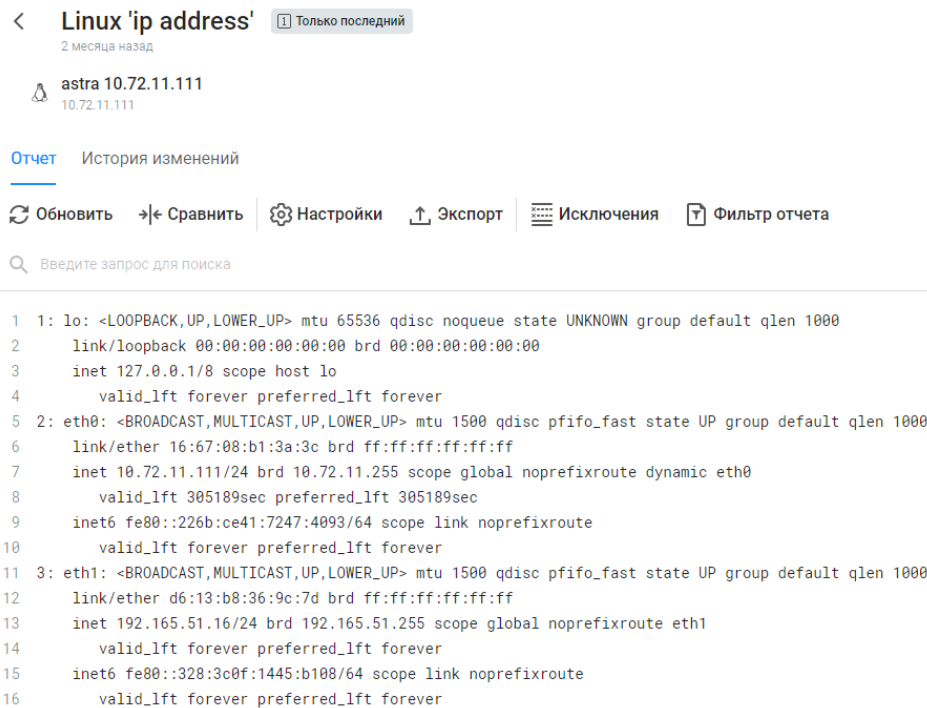 Linux 'ip address' 1 Только последний
2 месяца назад
astra 10.72.11.111
10.72.11.111
Отчет История изменений
Обновить Сравнить Настройки Экспорт Исключения Фильтр отчета
Введите запрос для поиска
1 1: lo: <LOOPBACK,UP,LOWER_UP> mtu 65536 qdisc noqueue state UNKNOWN group default qlen 1000
2 link/loopback 00:00:00:00:00:00 brd 00:00:00:00:00:00
3 inet 127.0.0.1/8 scope host lo
4 valid_lft forever preferred_lft forever
5 2: eth0: <BROADCAST,MULTICAST,UP,LOWER_UP> mtu 1500 qdisc pfifo_fast state UP group default qlen 1000
6 link/ether 16:67:08:b1:3a:3c brd ff:ff:ff:ff:ff:ff
7 inet 10.72.11.111/24 brd 10.72.11.255 scope global noprefixroute dynamic eth0
8 valid_lft 305189sec preferred_lft 305189sec
9 inet6 fe80::226b:ce41:7247:4093/64 scope link noprefixroute
10 valid_lft forever preferred_lft forever
11 3: eth1: <BROADCAST,MULTICAST,UP,LOWER_UP> mtu 1500 qdisc pfifo_fast state UP group default qlen 1000
12 link/ether d6:13:b8:36:9c:7d brd ff:ff:ff:ff:ff:ff
13 inet 192.165.51.16/24 brd 192.165.51.255 scope global noprefixroute eth1
14 valid_lft forever preferred_lft forever
15 inet6 fe80::328:3c0f:1445:b108/64 scope link noprefixroute
16 valid_lft forever preferred_lft forever